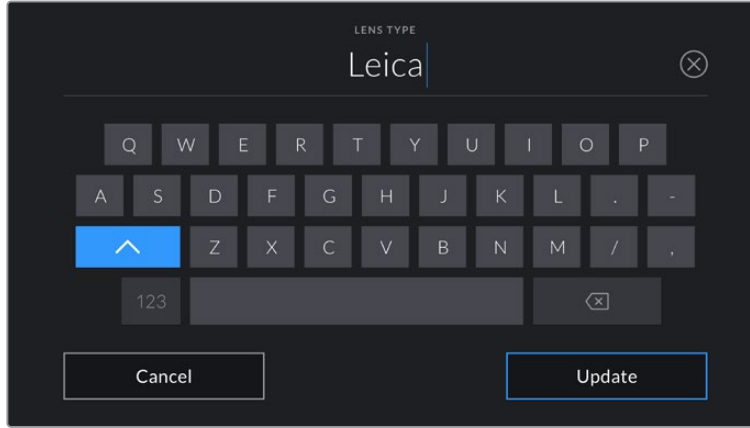 LENS TYPE
Leica
Q W E R T Y U I O P
A S D F G H J K L . -
Z X C V B N M / ,
123
Cancel Update